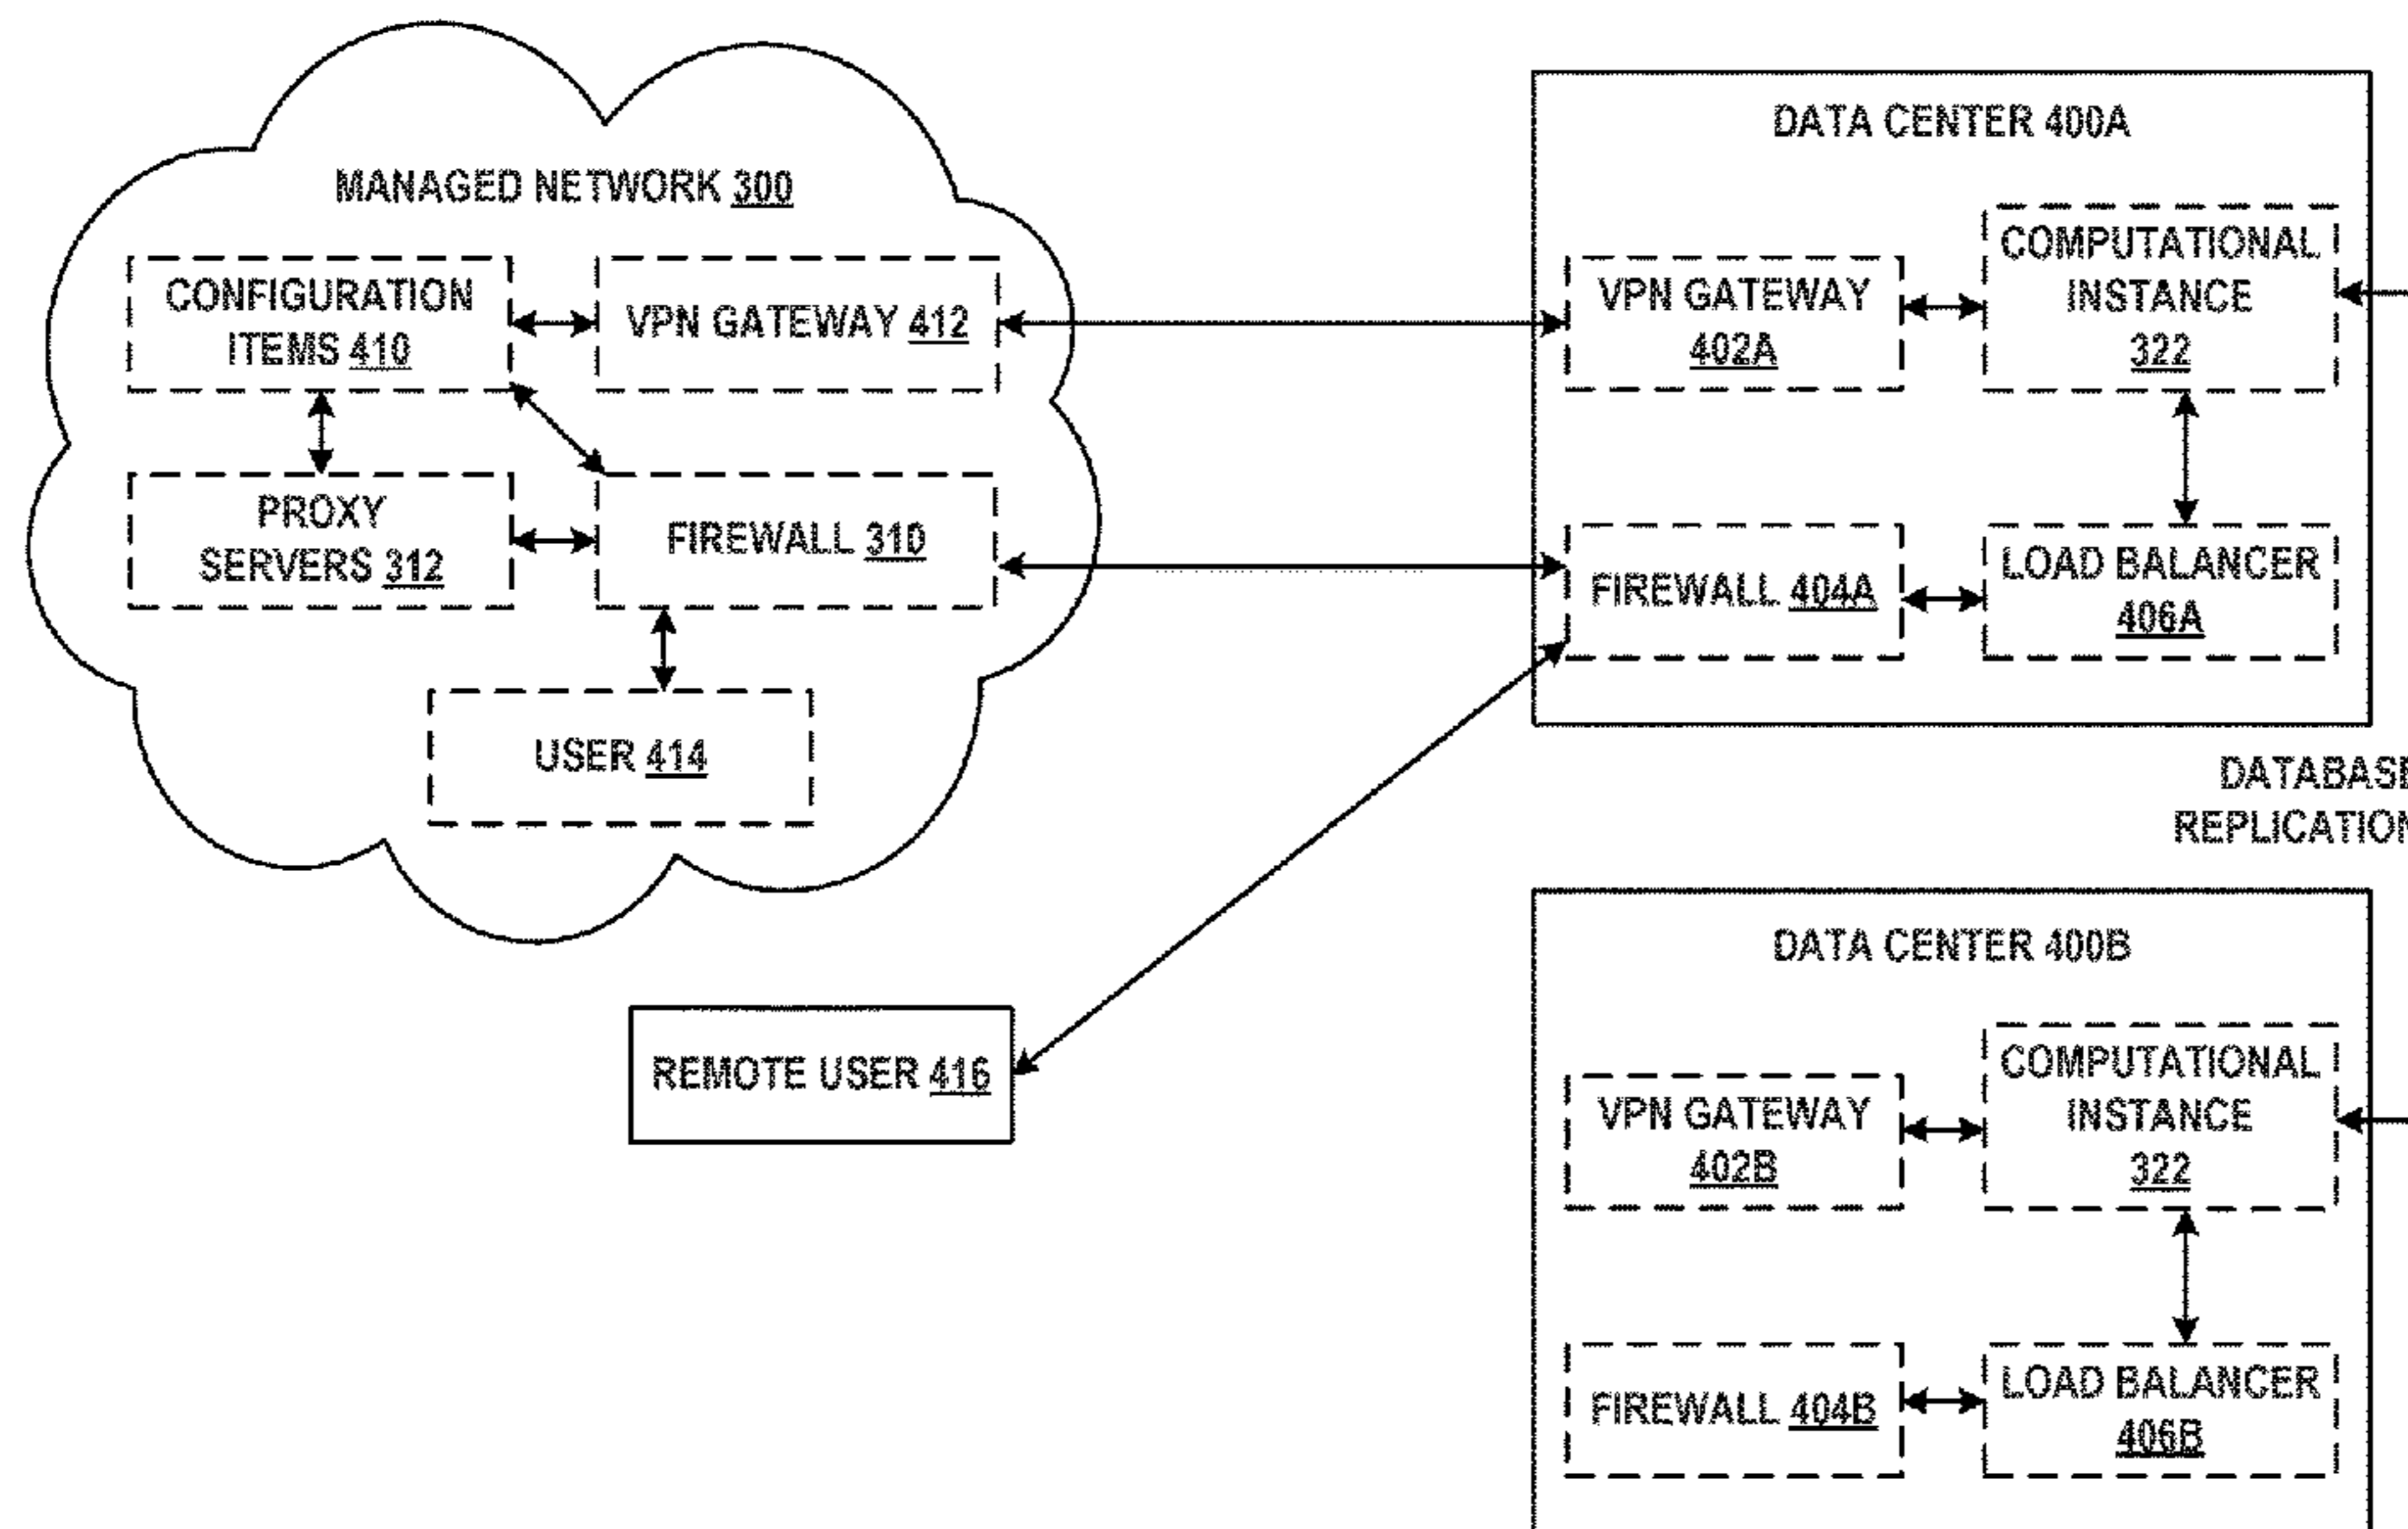 MANAGED NETWORK 300
CONFIGURATION
ITEMS 410
VPN GATEWAY 412
PROXY
SERVERS 312
FIREWALL 310
USER 414
REMOTE USER 416
DATA CENTER 400A
VPN GATEWAY
402A
COMPUTATIONAL
INSTANCE
322
FIREWALL 404A
LOAD BALANCER
406A
DATABASE
REPLICATION
DATA CENTER 400B
VPN GATEWAY
402B
COMPUTATIONAL
INSTANCE
322
FIREWALL 404B
LOAD BALANCER
406B